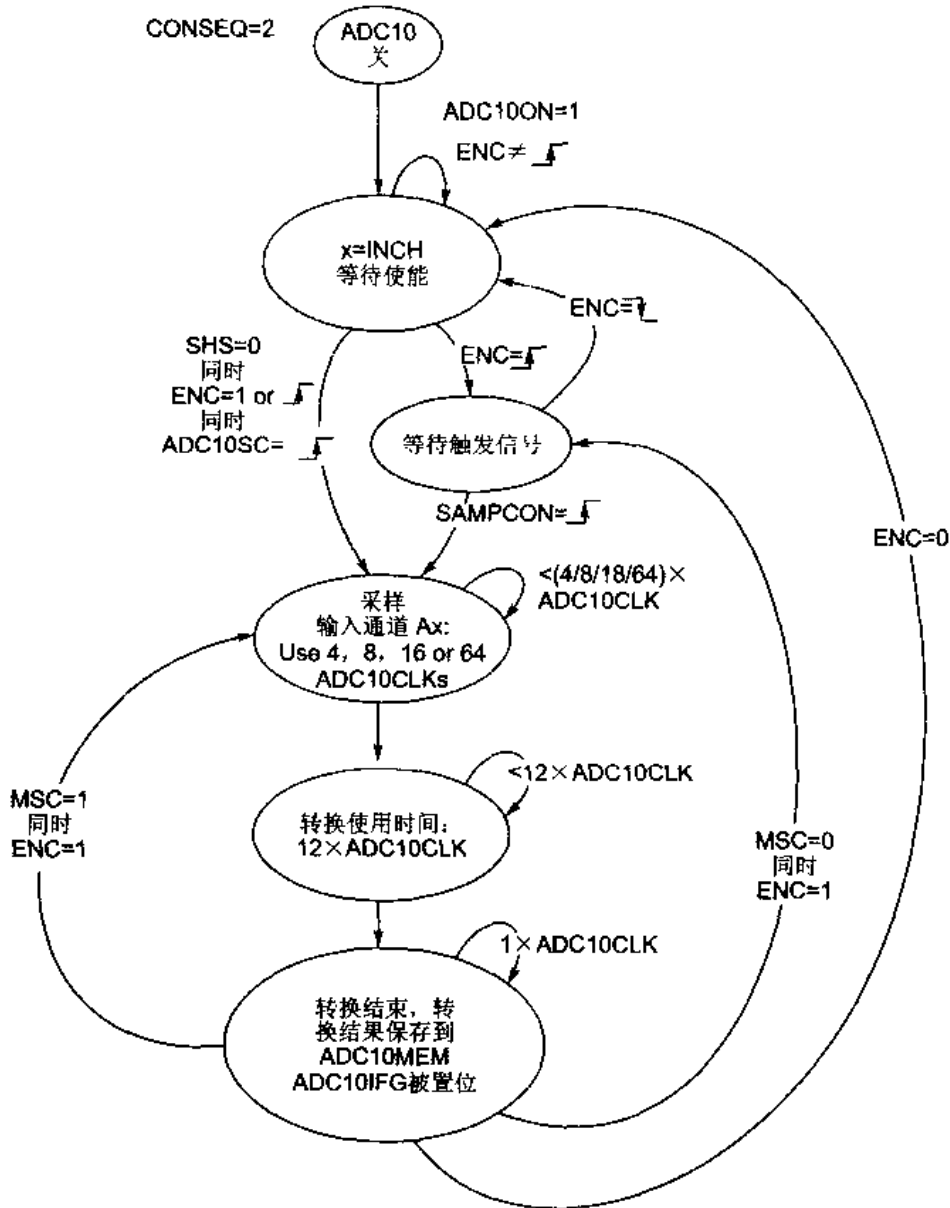 CONSEQ=2
ADC10
关
ADC10ON=1
ENC≠
x=INCH
等待使能
ENC=
SHS=0
同时
ENC=1 or
同时
ADC10SC=
ENC=
等待触发信号
SAMPCON=
ENC=0
<(4/8/18/64)×
ADC10CLK
采样
输入通道 Ax:
Use 4，8，16 or 64
ADC10CLKs
<12×ADC10CLK
MSC=1
同时
ENC=1
转换使用时间：
12×ADC10CLK
MSC=0
同时
ENC=1
1×ADC10CLK
转换结束，转
换结果保存到
ADC10MEM
ADC10IFG被置位